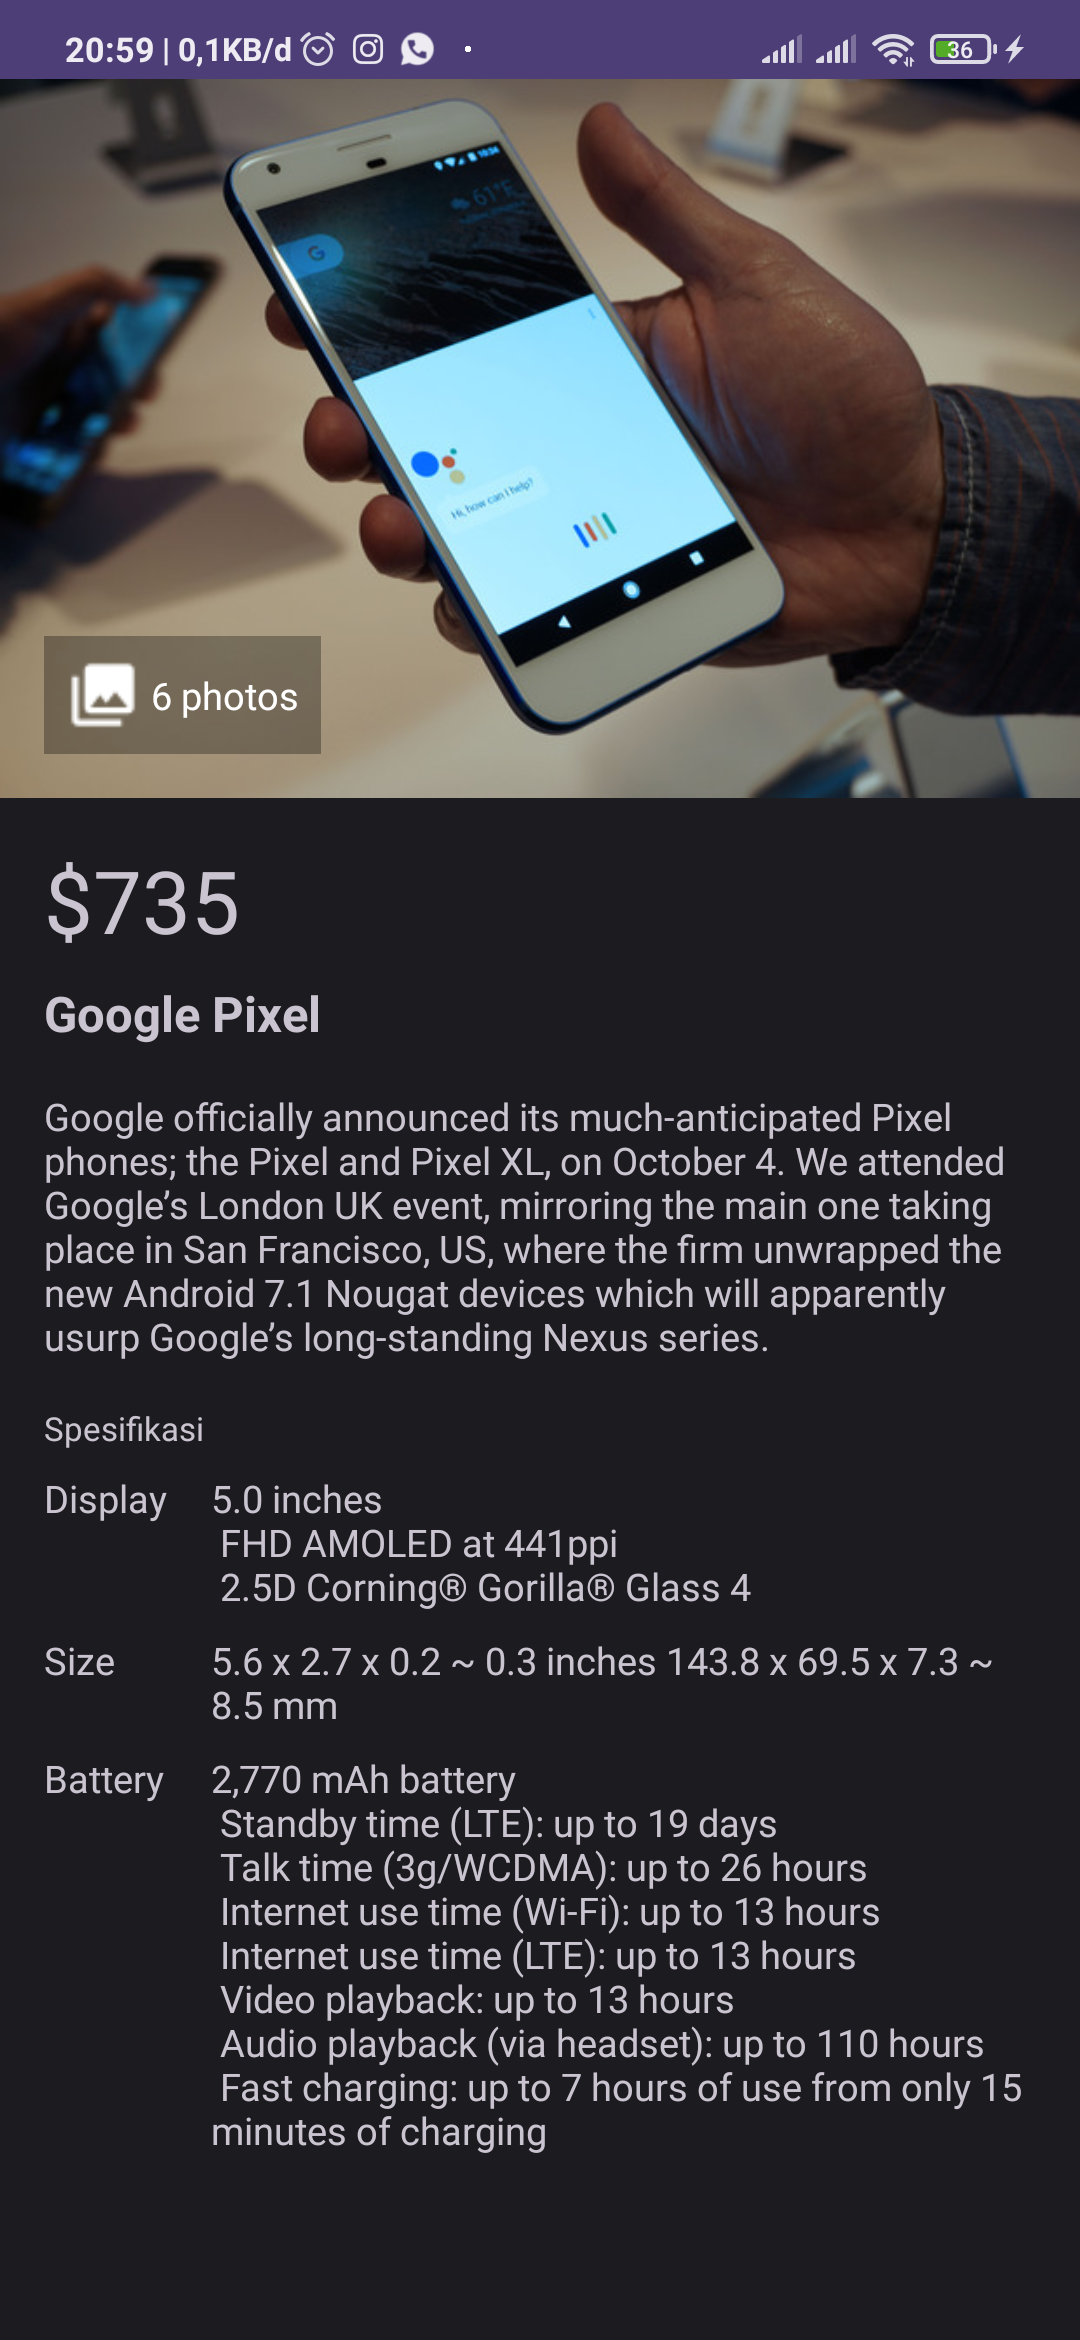 20:59 | 0,1KB/d
36
10:34
61°F
G
Hi, how can I help?
6 photos
$735
Google Pixel
Google officially announced its much-anticipated Pixel
phones; the Pixel and Pixel XL, on October 4. We attended
Google’s London UK event, mirroring the main one taking
place in San Francisco, US, where the firm unwrapped the
new Android 7.1 Nougat devices which will apparently
usurp Google’s long-standing Nexus series.
Spesifikasi
Display 5.0 inches
FHD AMOLED at 441ppi
2.5D Corning® Gorilla® Glass 4
Size 5.6 x 2.7 x 0.2 ~ 0.3 inches 143.8 x 69.5 x 7.3 ~
8.5 mm
Battery 2,770 mAh battery
Standby time (LTE): up to 19 days
Talk time (3g/WCDMA): up to 26 hours
Internet use time (Wi-Fi): up to 13 hours
Internet use time (LTE): up to 13 hours
Video playback: up to 13 hours
Audio playback (via headset): up to 110 hours
Fast charging: up to 7 hours of use from only 15
minutes of charging